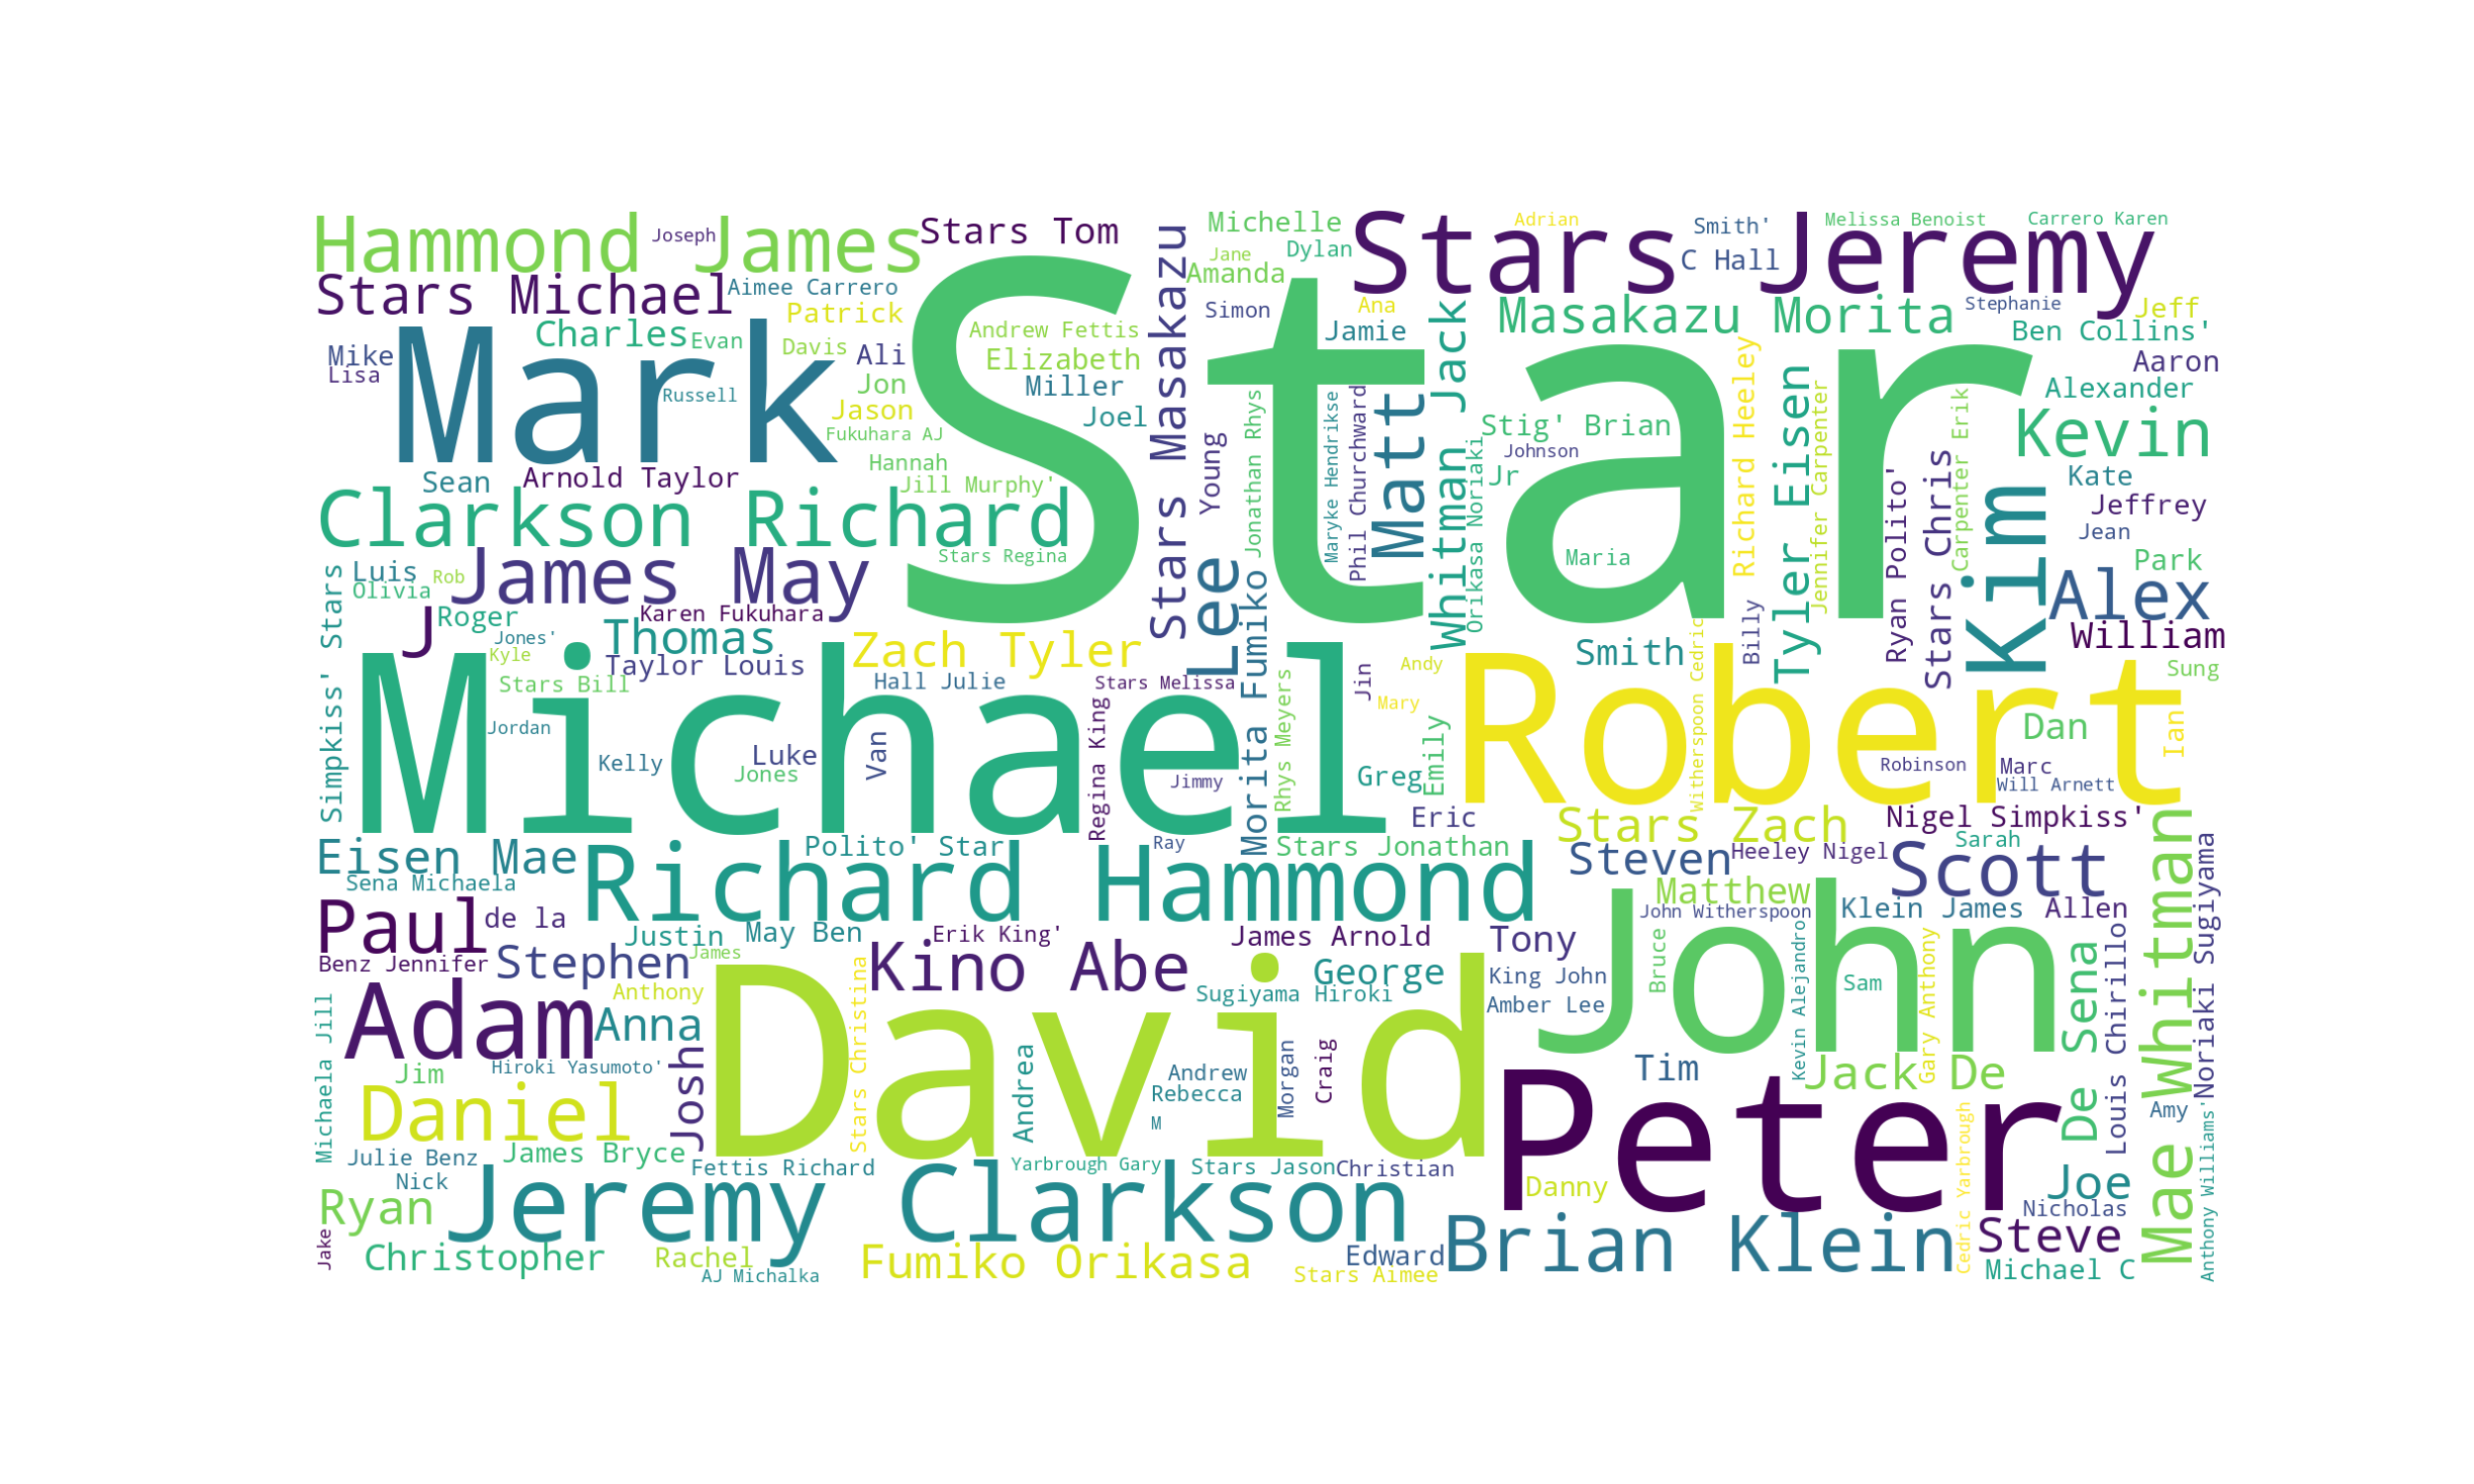 Hammond James
Joseph
Stars Tom
Michelle
Jane
Dylan
Amanda
Stars Jeremy
Adrian
Smith'
C Hall
Melissa Benoist
Carrero Karen
Stars Michael
Aimee Carrero
Patrick
Charles
Evan
Davis
Ali
Mike
Lisa
Mark
Russell
Jon
Jason
Fukuhara AJ
Andrew Fettis
Elizabeth
Miller
Joel
Star
Stars Masakazu
Simon
Ana
Jamie
Masakazu Morita
Stephanie
Jeff
Ben Collins'
Aaron
Alexander
Kevin
Young
Jonathan Rhys
Maryke Hendrikse
Phil Churchward
Matt
Whitman Jack
Orikasa Noriaki
Stig' Brian
Johnson
Jr
Maria
Richard Heeley
Tyler Eisen
Jennifer Carpenter
Ryan Polito'
Stars Chris
Carpenter Erik
Kim
Kate
Jeffrey
Jean
Park
Alex
William
Sung
Sean
Arnold Taylor
Hannah
Jill Murphy'
Clarkson Richard
Stars Regina
Simpkiss' Stars
Luis
Olivia
Rob
James May
J
Roger
Karen Fukuhara
Jones'
Kyle
Thomas
Taylor Louis
Stars Bill
Zach Tyler
Hall Julie
Stars Melissa
Lee
Morita Fumiko
Jin
Andy
Mary
Smith
Billy
Witherspoon Cedric
Michael
Jordan
Kelly
Luke
Jones
Van
Regina King
Jimmy
Rhys Meyers
Greg
Emily
Eric
Robert
Robinson
Marc
Will Arnett
Dan
Ian
Stars Zach
Nigel Simpkiss'
Sarah
Eisen Mae
Sena Michaela
Polito' Star
Ray
Stars Jonathan
Richard Hammond
Steven
Heeley Nigel
Scott
Matthew
John Witherspoon
Klein James
Allen
Mae Whitman
Noriaki Sugiyama
Paul
de la
Benz Jennifer
Justin
May Ben
Erik King'
James Arnold
Tony
Stephen
James
Kino Abe
George
Sugiyama Hiroki
King John
Amber Lee
Bruce
John
Kevin Alejandro
Sam
Gary Anthony
De Sena
Louis Chirillo
Adam
Anthony
Anna
Michaela Jill
Jim
Hiroki Yasumoto'
Josh
David
Stars Christina
Andrea
Andrew
Rebecca
M
Morgan
Craig
Tim
Jack De
Amy
Daniel
Julie Benz
James Bryce
Nick
Fettis Richard
Yarbrough Gary
Stars Jason
Christian
Peter
Danny
Cedric Yarbrough
Joe
Nicholas
Anthony Williams'
Ryan
Jake
Jeremy Clarkson
Brian Klein
Steve
Christopher
Rachel
AJ Michalka
Fumiko Orikasa
Edward
Stars Aimee
Michael C